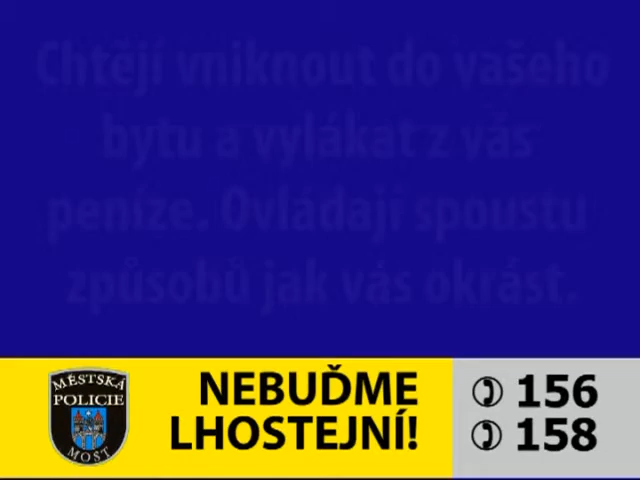 Chtějí vniknout do vašeho
bytu a vylákat z vás
peníze. Ovládají spoustu
způsobů jak vás okrást.
MĚSTSKÁ
POLICIE
MOST
NEBUĎME
LHOSTEJNÍ!
✆ 156
✆ 158